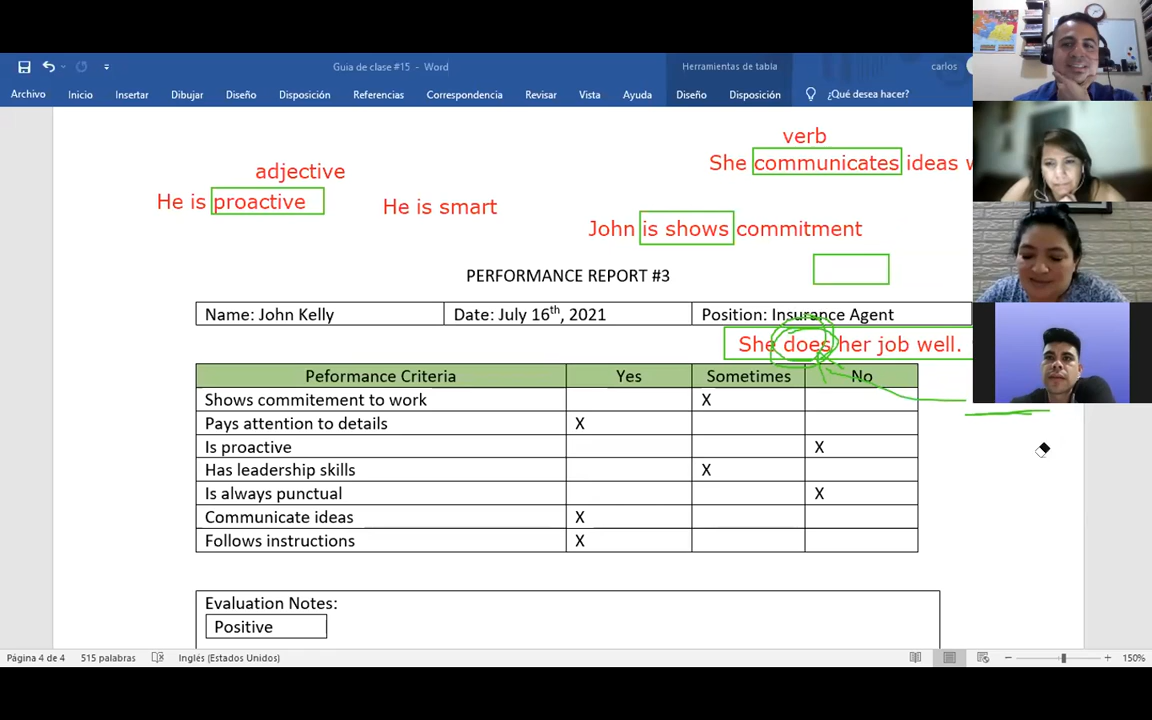 Guia de clase #15 - Word
Herramientas de tabla
carlos
Archivo Inicio Insertar Dibujar Diseño Disposición Referencias Correspondencia Revisar Vista Ayuda Diseño Disposición ¿Qué desea hacer?
verb
She communicates ideas w
adjective
He is proactive
He is smart
John is shows commitment
PERFORMANCE REPORT #3
Name: John Kelly Date: July 16th, 2021 Position: Insurance Agent
She does her job well.
Peformance Criteria Yes Sometimes No
Shows commitement to work X
Pays attention to details X
Is proactive X
Has leadership skills X
Is always punctual X
Communicate ideas X
Follows instructions X
Evaluation Notes:
Positive
Página 4 de 4 515 palabras Inglés (Estados Unidos) 150%